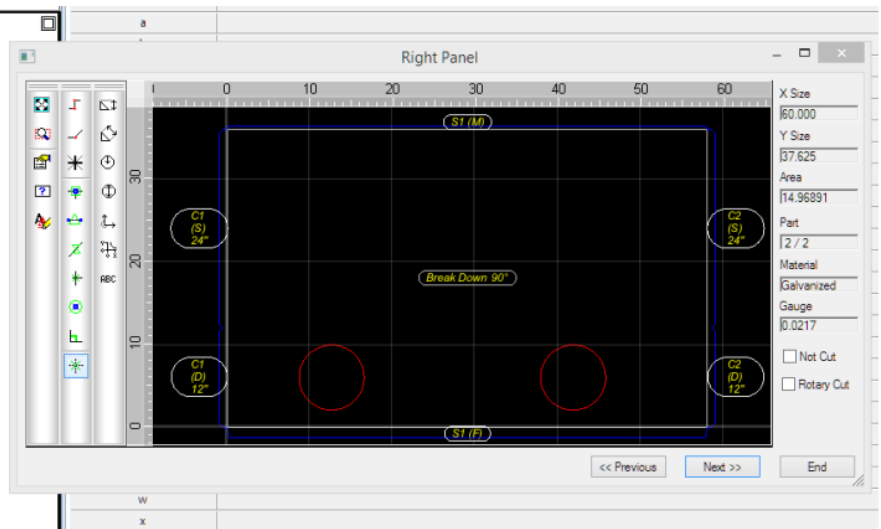 a
Right Panel
0 10 20 30 40 50 60
30
20
10
0
S1 (M)
C1
(S)
24"
C2
(S)
24"
Break Down 90°
C1
(D)
12"
C2
(D)
12"
S1 (F)
ABC
X Size
60.000
Y Size
37.625
Area
14.96891
Part
2 / 2
Material
Galvanized
Gauge
0.0217
Not Cut
Rotary Cut
<< Previous
Next >>
End
w
x